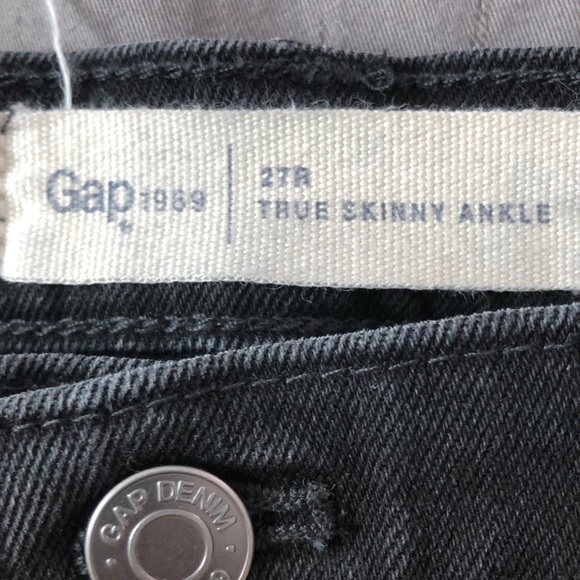 Gap 1969
27R
TRUE SKINNY ANKLE
GAP DENIM
G